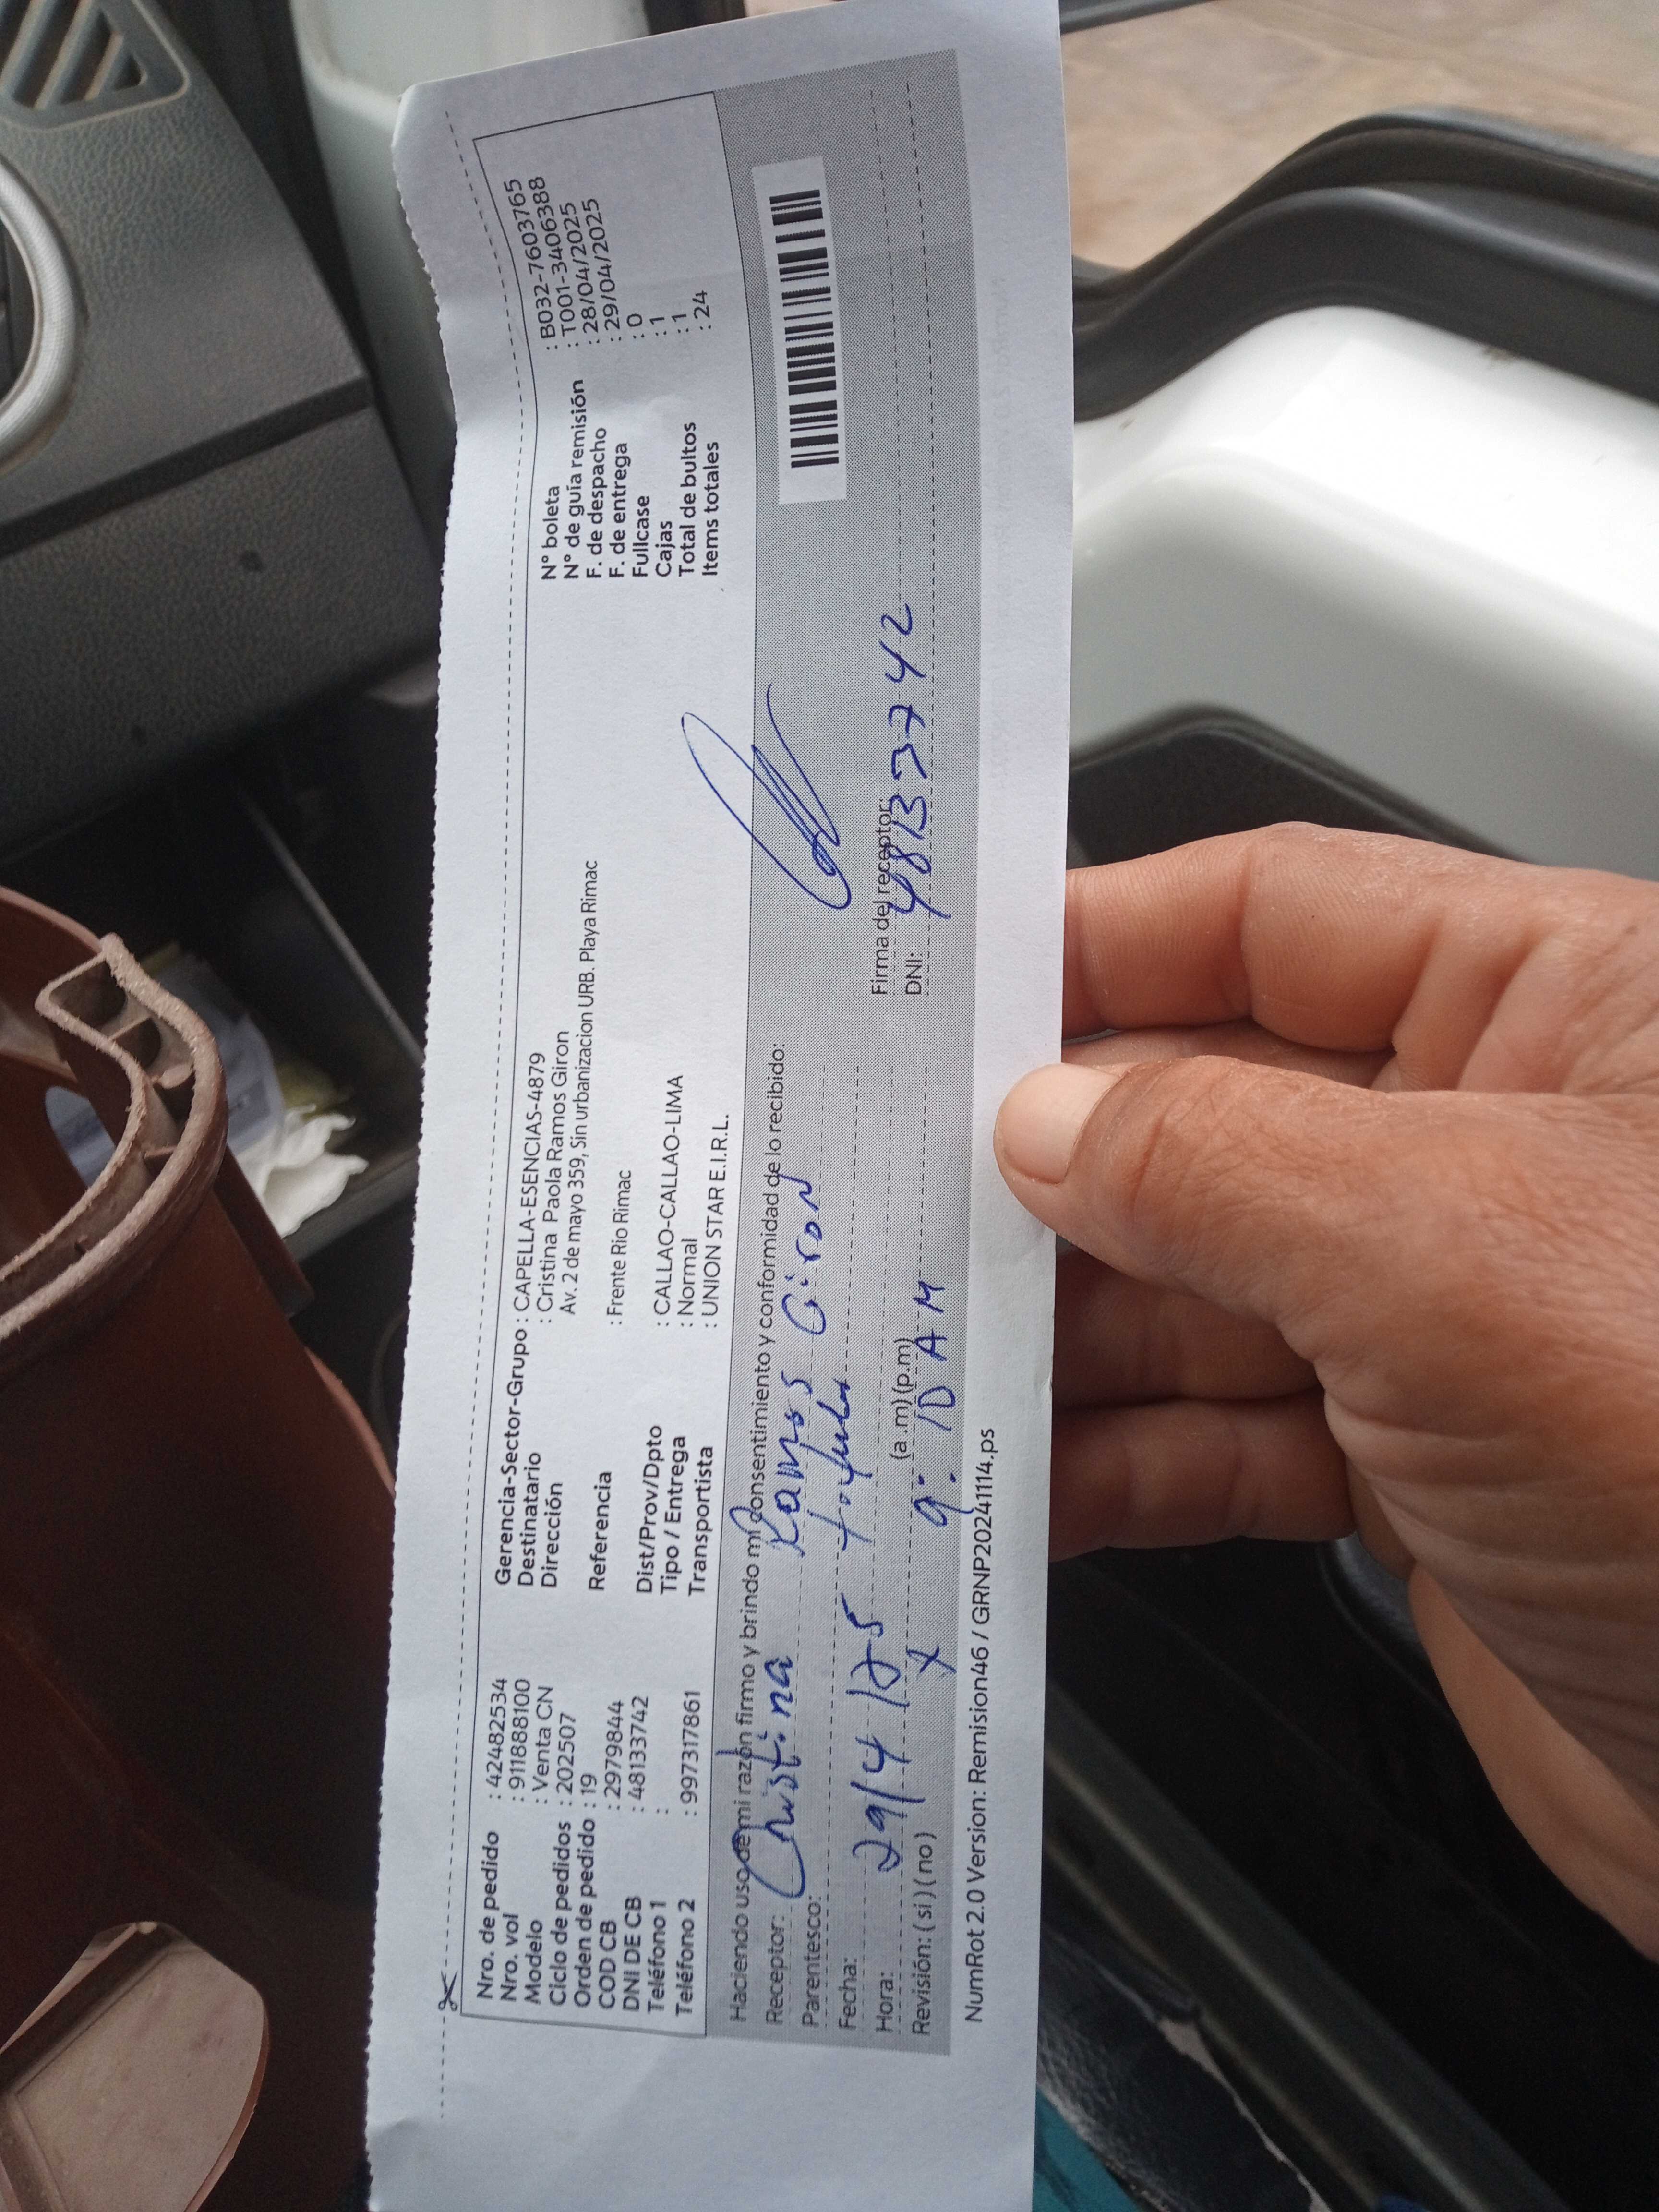 Nro. de pedido : 42482534
Nro. vol : 911888100
Modelo : Venta CN
Ciclo de pedidos : 202507
Orden de pedido : 19
COD CB : 2979844
DNI DE CB : 48133742
Teléfono 1 :
Teléfono 2 : 997317861
Gerencia-Sector-Grupo : CAPELLA-ESENCIAS-4879
Destinatario : Cristina Paola Ramos Giron
Dirección Av. 2 de mayo 359, Sin urbanizacion URB. Playa Rimac
Referencia : Frente Rio Rimac
Dist/Prov/Dpto : CALLAO-CALLAO-LIMA
Tipo / Entrega : Normal
Transportista : UNION STAR E.I.R.L.
N° boleta : B032-7603765
N° de guía remisión : T001-3406388
F. de despacho : 28/04/2025
F. de entrega : 29/04/2025
Fullcase : 0
Cajas : 1
Total de bultos : 1
Items totales : 24
Haciendo uso de mi razón firmo y brindo mi consentimiento y conformidad de lo recibido:
Receptor: Cristina Ramos Giron
Parentesco:
Fecha: 29/4/25
Hora: (a.m) (p.m) 9:10 AM
Revisión: ( si ) ( no ) X
Firma del receptor:
DNI: 48133742
NumRot 2.0 Version: Remision46 / GRNP20241114.ps